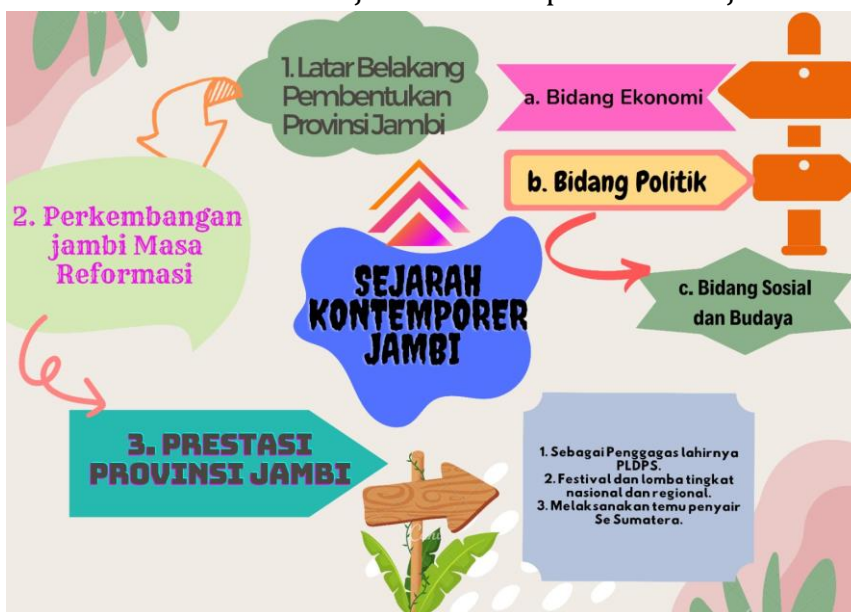 1. Latar Belakang
Pembentukan
Provinsi Jambi
a. Bidang Ekonomi
b. Bidang Politik
c. Bidang Sosial
dan Budaya
2. Perkembangan
jambi Masa
Reformasi
SEJARAH
KONTEMPORER
JAMBI
3. PRESTASI
PROVINSI JAMBI
1. Sebagai Penggagas lahirnya
PLDPS.
2. Festival dan lomba tingkat
nasional dan regional.
3. Melaksanakan temu penyair
Se Sumatera.